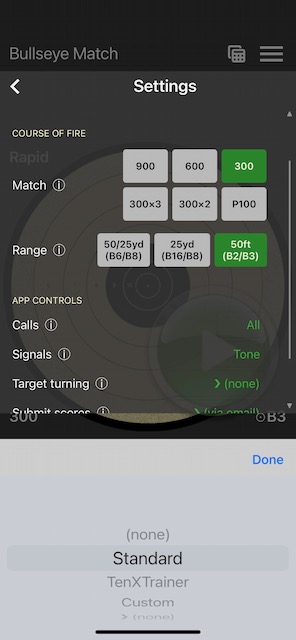 Bullseye Match
Settings
COURSE OF FIRE
Rapid
Match ⓘ
900 600 300
300×3 300×2 P100
Range ⓘ
50/25yd (B6/B8) 25yd (B16/B8) 50ft (B2/B3)
APP CONTROLS
Calls ⓘ All
Signals ⓘ Tone
Target turning ⓘ ❯ (none)
Submit scores ❯ (via email)
300 ⊙B3
Done
(none)
Standard
TenXTrainer
Custom
❯ (none)